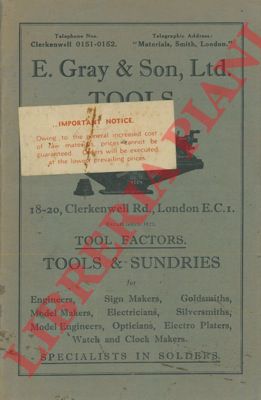 Telephone Nos.
Clerkenwell 0151-0152.
Telegraphic Address:
"Materials, Smith, London."
E. Gray & Son, Ltd.
TOOLS
IMPORTANT NOTICE.
Owing to the general increased cost
of raw materials, prices cannot be
guaranteed. Orders will be executed
at the lowest prevailing prices
18-20, Clerkenwell Rd., London E.C.1.
TOOL FACTORS.
TOOLS & SUNDRIES
for
Engineers, Sign Makers, Goldsmiths,
Model Makers, Electricians, Silversmiths,
Model Engineers, Opticians, Electro Platers,
Watch and Clock Makers.
SPECIALISTS IN SOLDERS.
LIBRARIA PIANI